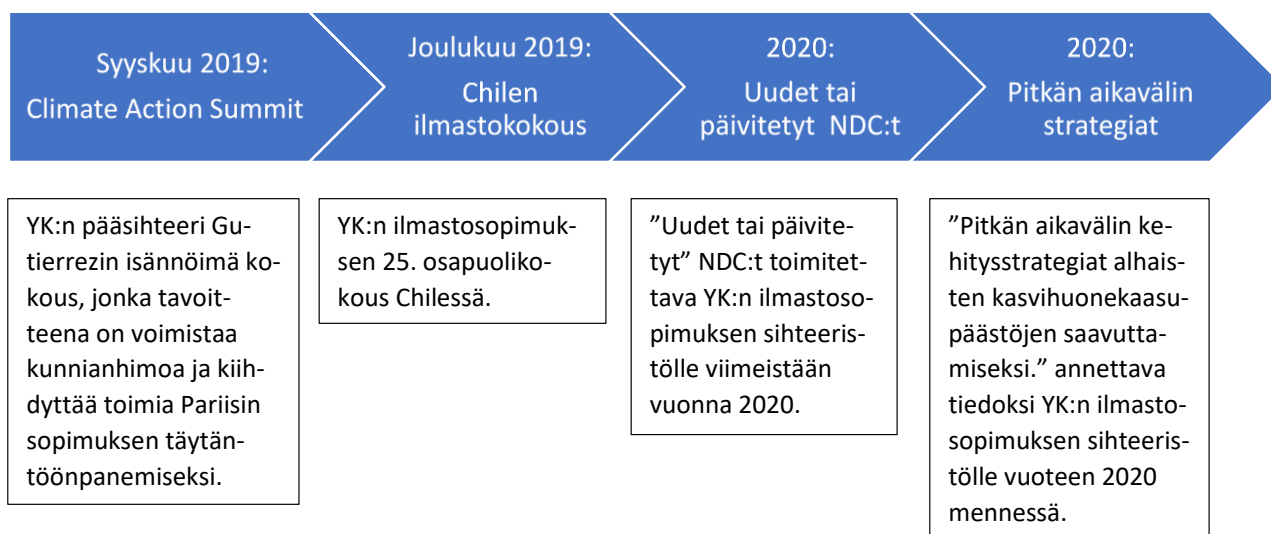 Syyskuu 2019:
Climate Action Summit
Joulukuu 2019:
Chilen
ilmastokokous
2020:
Uudet tai
päivitetyt NDC:t
2020:
Pitkän aikavälin
strategiat
YK:n pääsihteeri Gu-
tierrezin isännöimä ko-
kous, jonka tavoit-
teena on voimistaa
kunnianhimoa ja kiih-
dyttää toimia Pariisin
sopimuksen täytän-
töönpanemiseksi.
YK:n ilmastosopimuk-
sen 25. osapuoliko-
kous Chilessä.
”Uudet tai päivite-
tyt” NDC:t toimitet-
tava YK:n ilmastoso-
pimuksen sihteeris-
tölle viimeistään
vuonna 2020.
”Pitkän aikavälin ke-
hitysstrategiat alhais-
ten kasvihuonekaasu-
päästöjen saavutta-
miseksi.” annettava
tiedoksi YK:n ilmasto-
sopimuksen sihteeris-
tölle vuoteen 2020
mennessä.